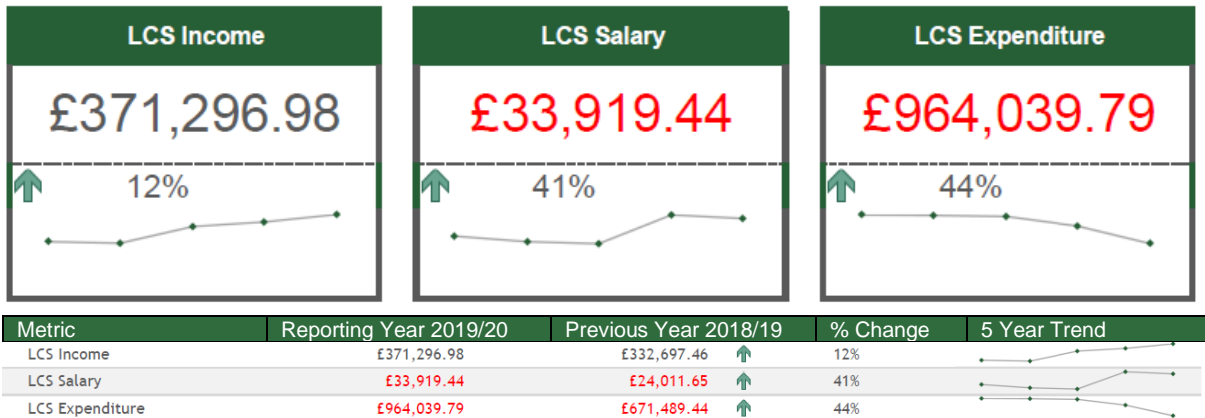 LCS Income LCS Salary LCS Expenditure
£371,296.98 £33,919.44 £964,039.79
12% 41% 44%
Metric Reporting Year 2019/20 Previous Year 2018/19 % Change 5 Year Trend
LCS Income £371,296.98 £332,697.46 12%
LCS Salary £33,919.44 £24,011.65 41%
LCS Expenditure £964,039.79 £671,489.44 44%